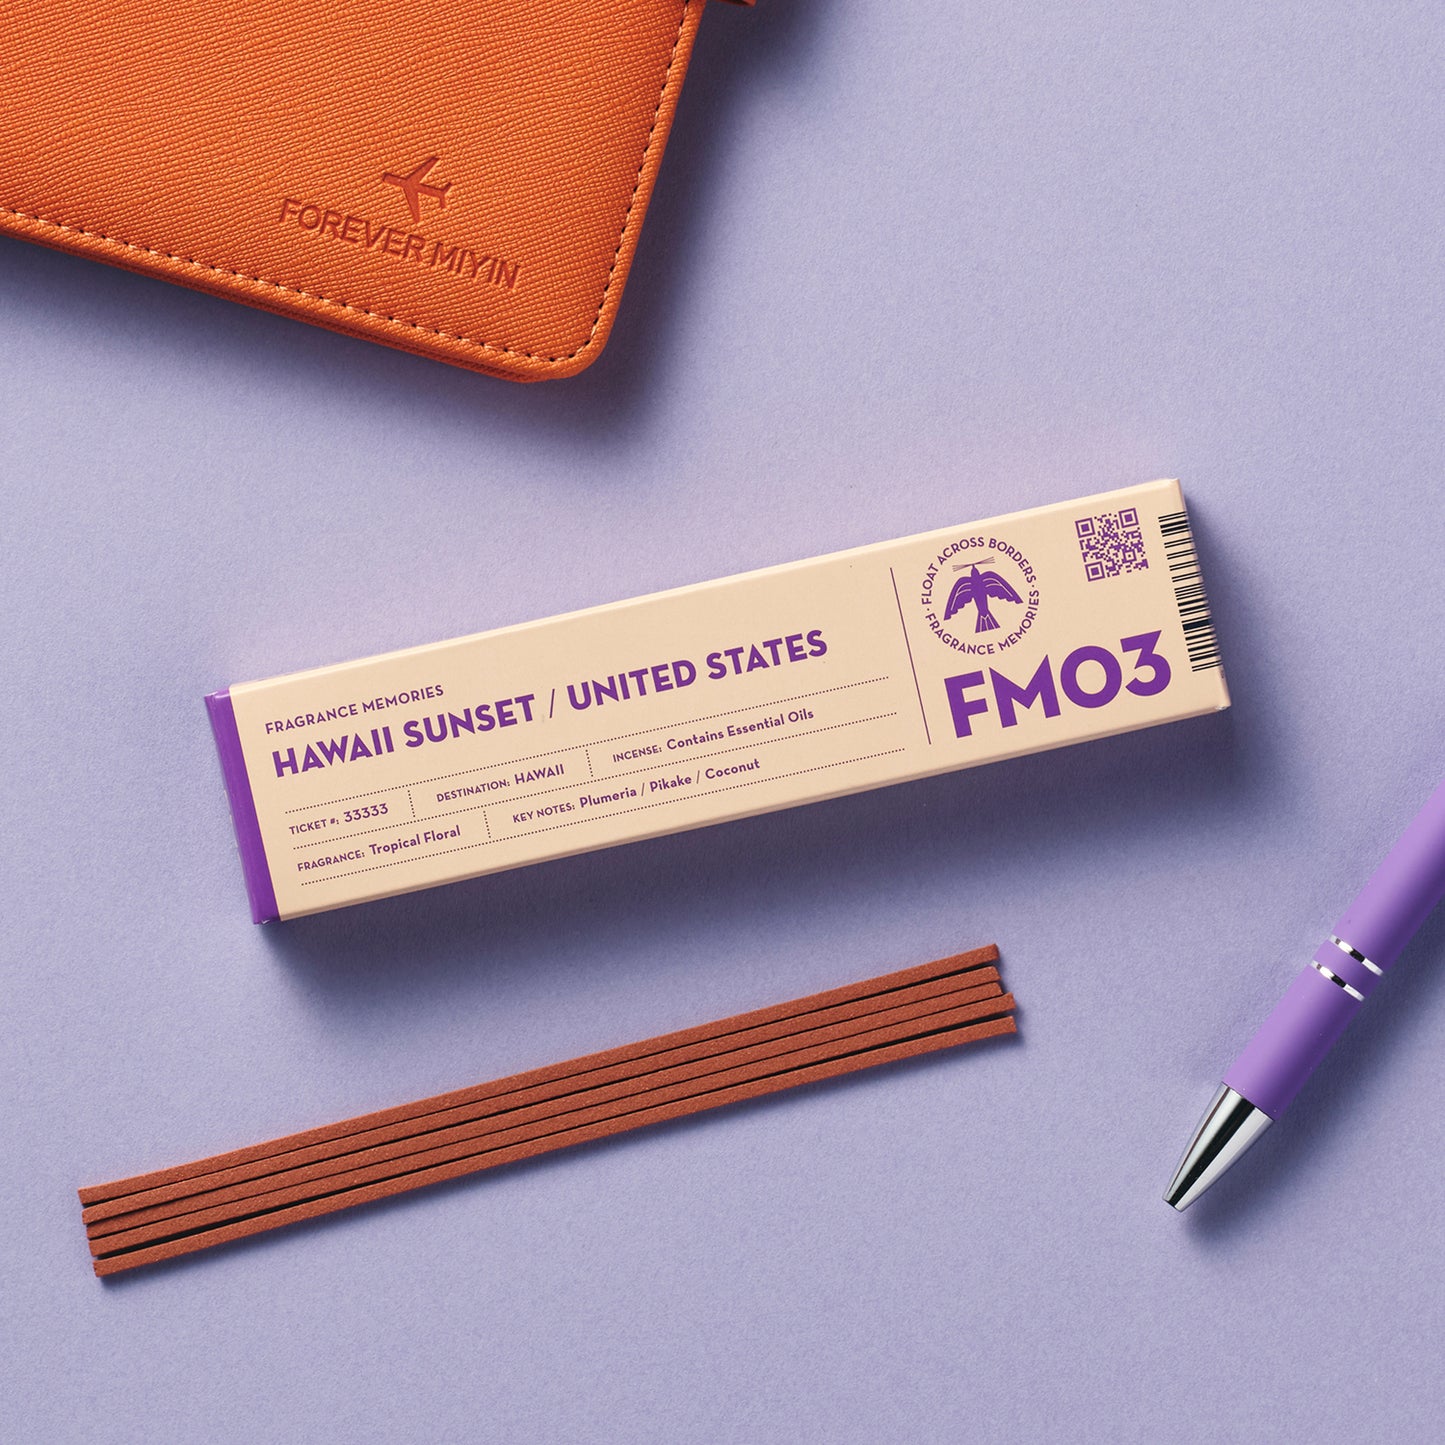 FOREVER MIYIN
FRAGRANCE MEMORIES
HAWAII SUNSET / UNITED STATES
TICKET #: 33333 DESTINATION: HAWAII INCENSE: Contains Essential Oils
FRAGRANCE: Tropical Floral KEY NOTES: Plumeria / Pikake / Coconut
· FLOAT ACROSS BORDERS ·
FRAGRANCE MEMORIES
FM03